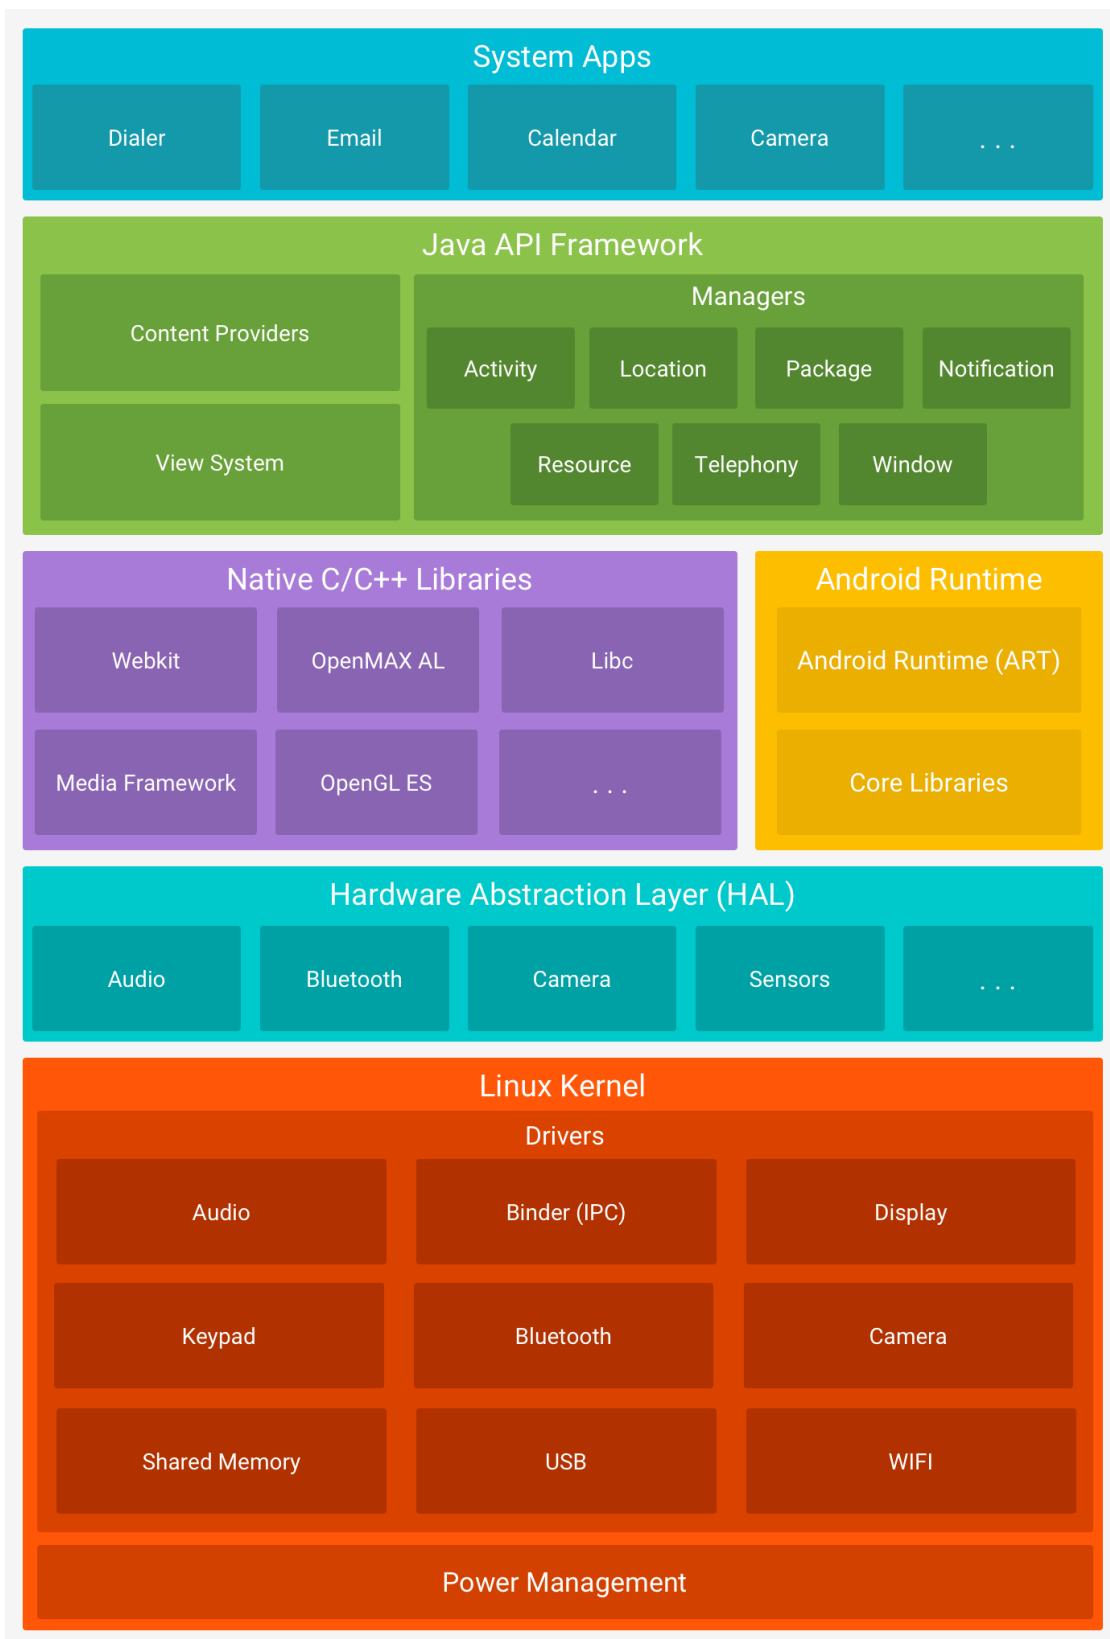 System Apps
Dialer Email Calendar Camera . . .
Java API Framework
Content Providers
View System
Managers
Activity Location Package Notification
Resource Telephony Window
Native C/C++ Libraries
Webkit OpenMAX AL Libc
Media Framework OpenGL ES . . .
Android Runtime
Android Runtime (ART)
Core Libraries
Hardware Abstraction Layer (HAL)
Audio Bluetooth Camera Sensors . . .
Linux Kernel
Drivers
Audio Binder (IPC) Display
Keypad Bluetooth Camera
Shared Memory USB WIFI
Power Management